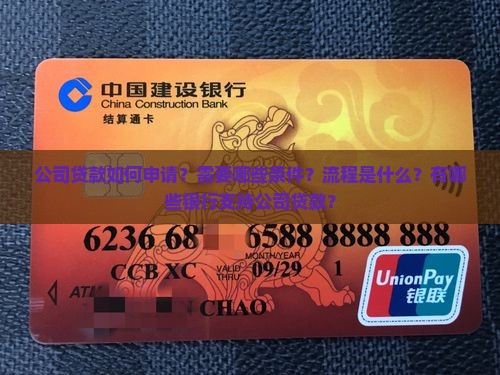 中国建设银行
China Construction Bank
结算通卡
公司贷款如何申请？需要哪些条件？流程是什么？有哪
些银行支持公司贷款？
6236 68 6588 8888 888
MONTH/YEAR
CCB XC VALID THRU 09/29 1
ATM
CHAO
UnionPay
银联